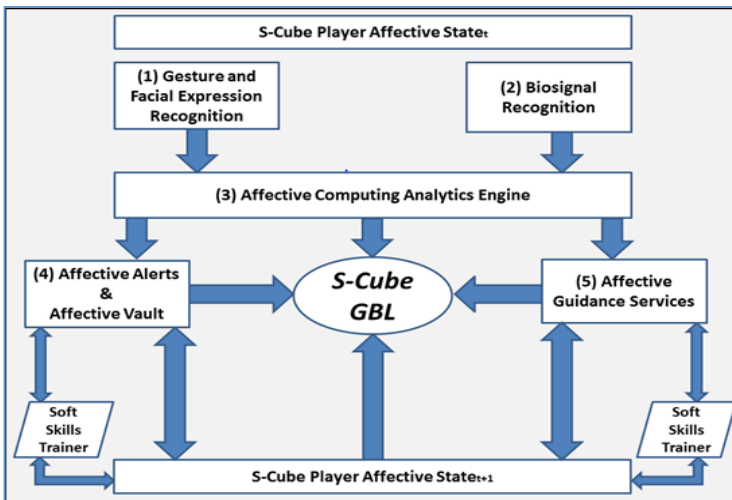 S-Cube Player Affective Statet
(1) Gesture and
Facial Expression
Recognition
(2) Biosignal
Recognition
(3) Affective Computing Analytics Engine
(4) Affective Alerts
&
Affective Vault
S-Cube
GBL
(5) Affective
Guidance Services
Soft
Skills
Trainer
Soft
Skills
Trainer
S-Cube Player Affective Statet+1